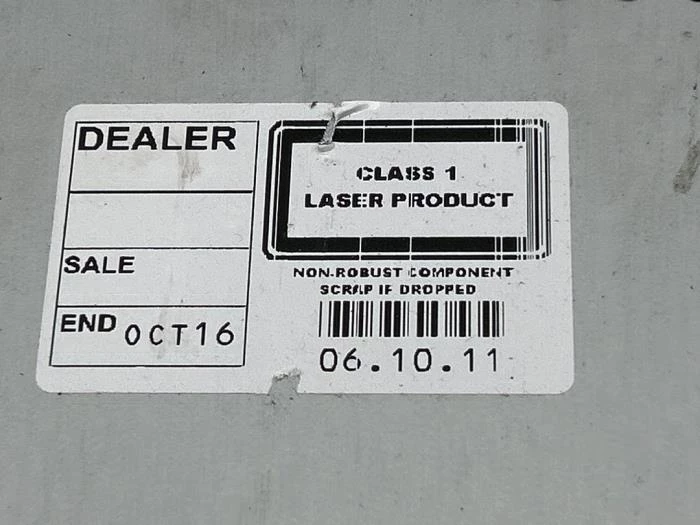 DEALER
SALE
END OCT16
CLASS 1
LASER PRODUCT
NON-ROBUST COMPONENT
SCRAP IF DROPPED
06.10.11